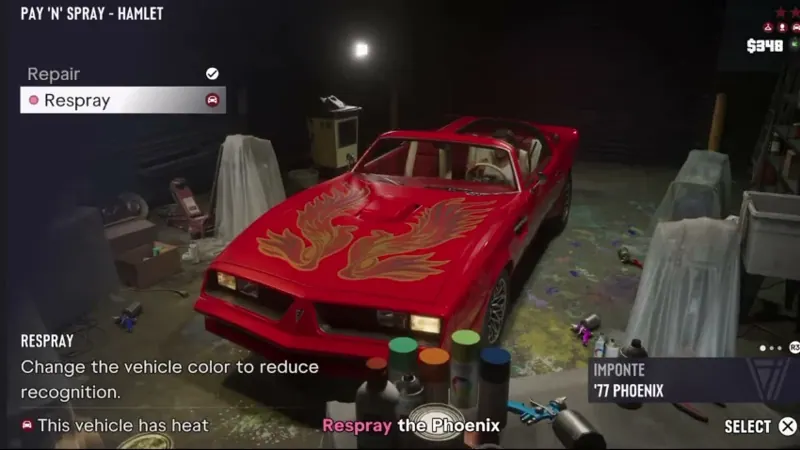 PAY 'N' SPRAY - HAMLET
$348
Repair
Respray
RESPRAY
Change the vehicle color to reduce
recognition.
This vehicle has heat
Respray the Phoenix
R3
IMPONTE
'77 PHOENIX
SELECT